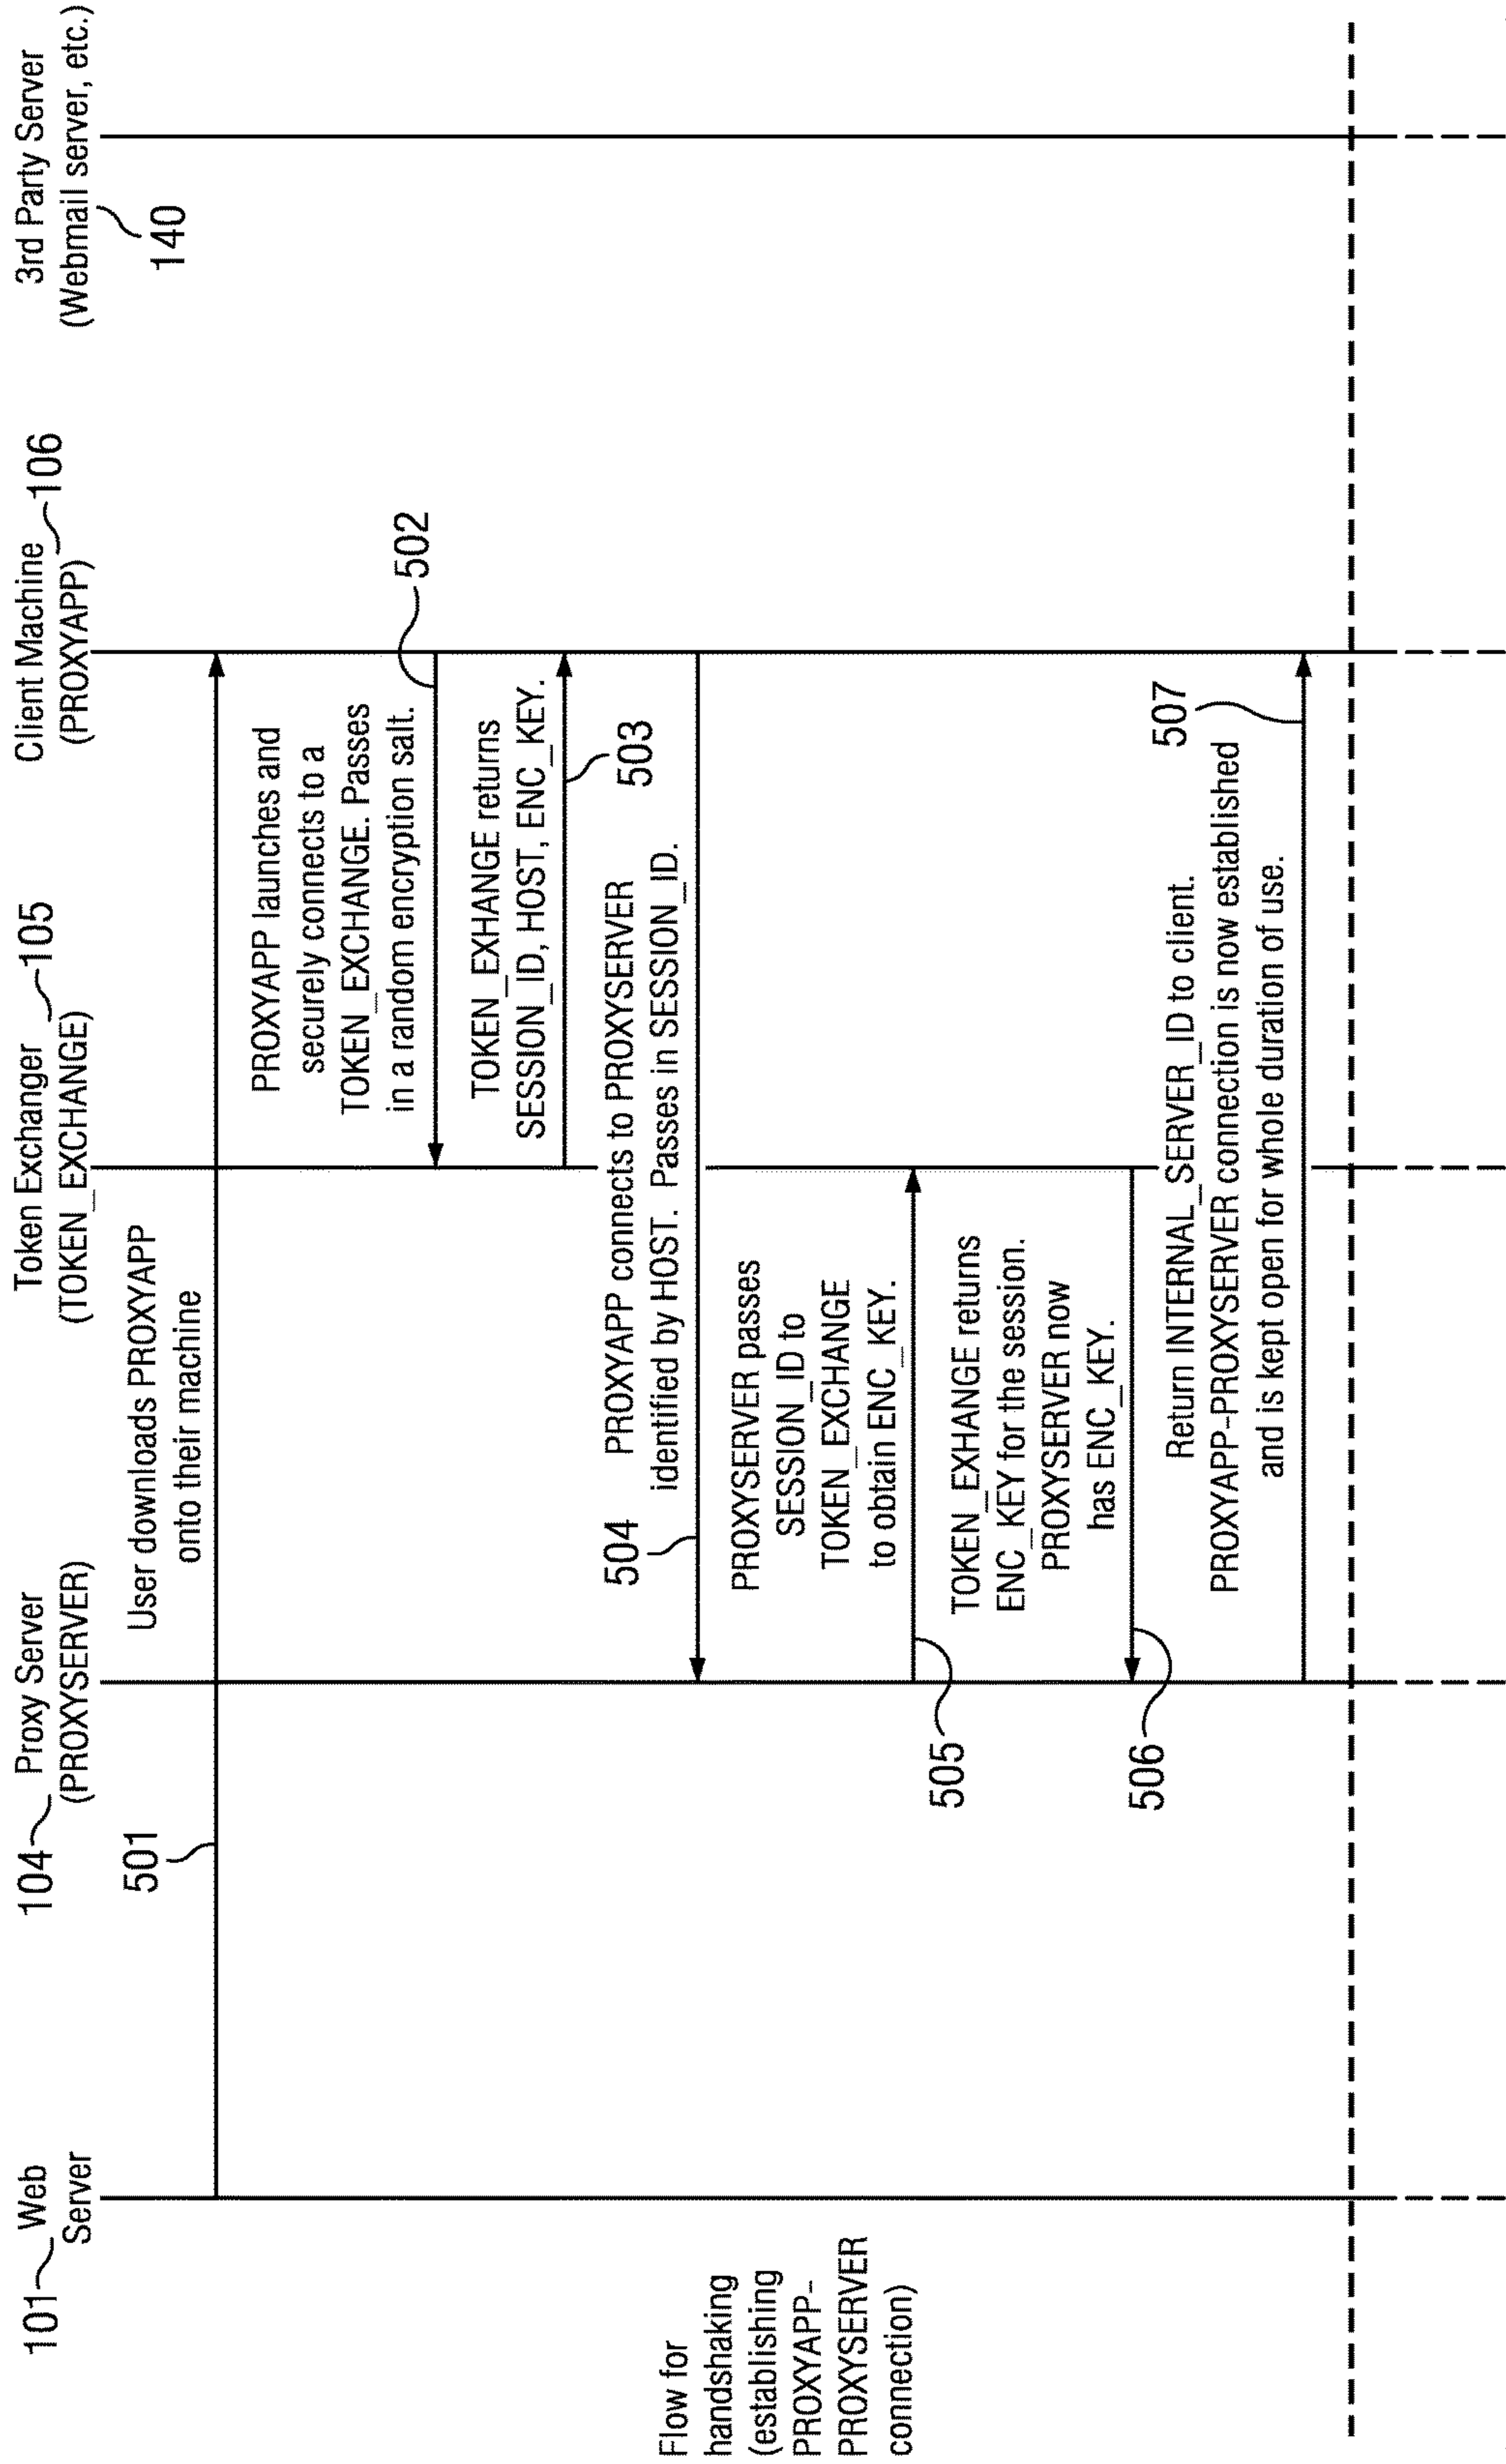 101
Web
Server
104
Proxy Server
(PROXYSERVER)
Token Exchanger
105
(TOKEN_EXCHANGE)
Client Machine
106
(PROXYAPP)
3rd Party Server
(Webmail server, etc.)
140
501
User downloads PROXYAPP
onto their machine
PROXYAPP launches and
securely connects to a
TOKEN_EXCHANGE. Passes
in a random encryption salt.
502
TOKEN_EXHANGE returns
SESSION_ID, HOST, ENC_KEY.
503
PROXYAPP connects to PROXYSERVER
identified by HOST. Passes in SESSION_ID.
504
Flow for
handshaking
(establishing
PROXYAPP-
PROXYSERVER
connection)
PROXYSERVER passes
SESSION_ID to
TOKEN_EXCHANGE
to obtain ENC_KEY.
505
TOKEN_EXHANGE returns
ENC_KEY for the session.
PROXYSERVER now
has ENC_KEY.
506
Return INTERNAL_SERVER_ID to client.
PROXYAPP-PROXYSERVER connection is now established
and is kept open for whole duration of use.
507